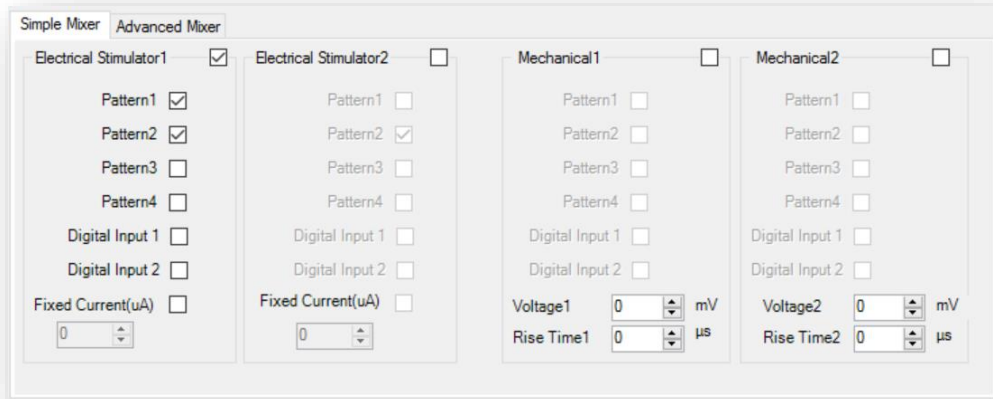 Simple Mixer Advanced Mixer
Electrical Stimulator1 Electrical Stimulator2 Mechanical1 Mechanical2
Pattern1 Pattern1 Pattern1 Pattern1
Pattern2 Pattern2 Pattern2 Pattern2
Pattern3 Pattern3 Pattern3 Pattern3
Pattern4 Pattern4 Pattern4 Pattern4
Digital Input 1 Digital Input 1 Digital Input 1 Digital Input 1
Digital Input 2 Digital Input 2 Digital Input 2 Digital Input 2
Fixed Current(uA) Fixed Current(uA) Voltage1 0 mV Voltage2 0 mV
0 0 Rise Time1 0 µs Rise Time2 0 µs